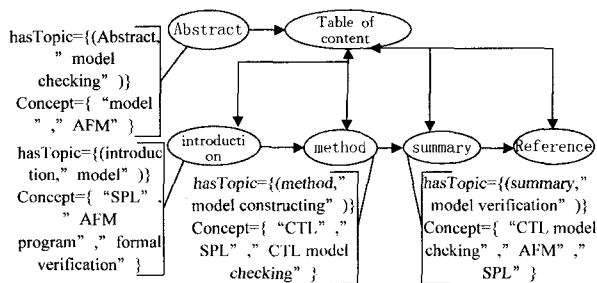 Abstract
Table of
content
hasTopic={(Abstract,
” model
checking” )}
Concept={ “model
”,” AFM” }
introducti
on
method
summary
Reference
hasTopic={(introduc
tion,” model” )}
Concept={ “SPL” ,
” AFM
program” ,” formal
verification” }
hasTopic={(method,”
model constructing” )}
Concept={ “CTL” ,”
SPL” ,” CTL model
checking” }
hasTopic={(summary,”
model verification” )}
Concept={ “CTL model
cheking” ,” AFM” ,”
SPL” }